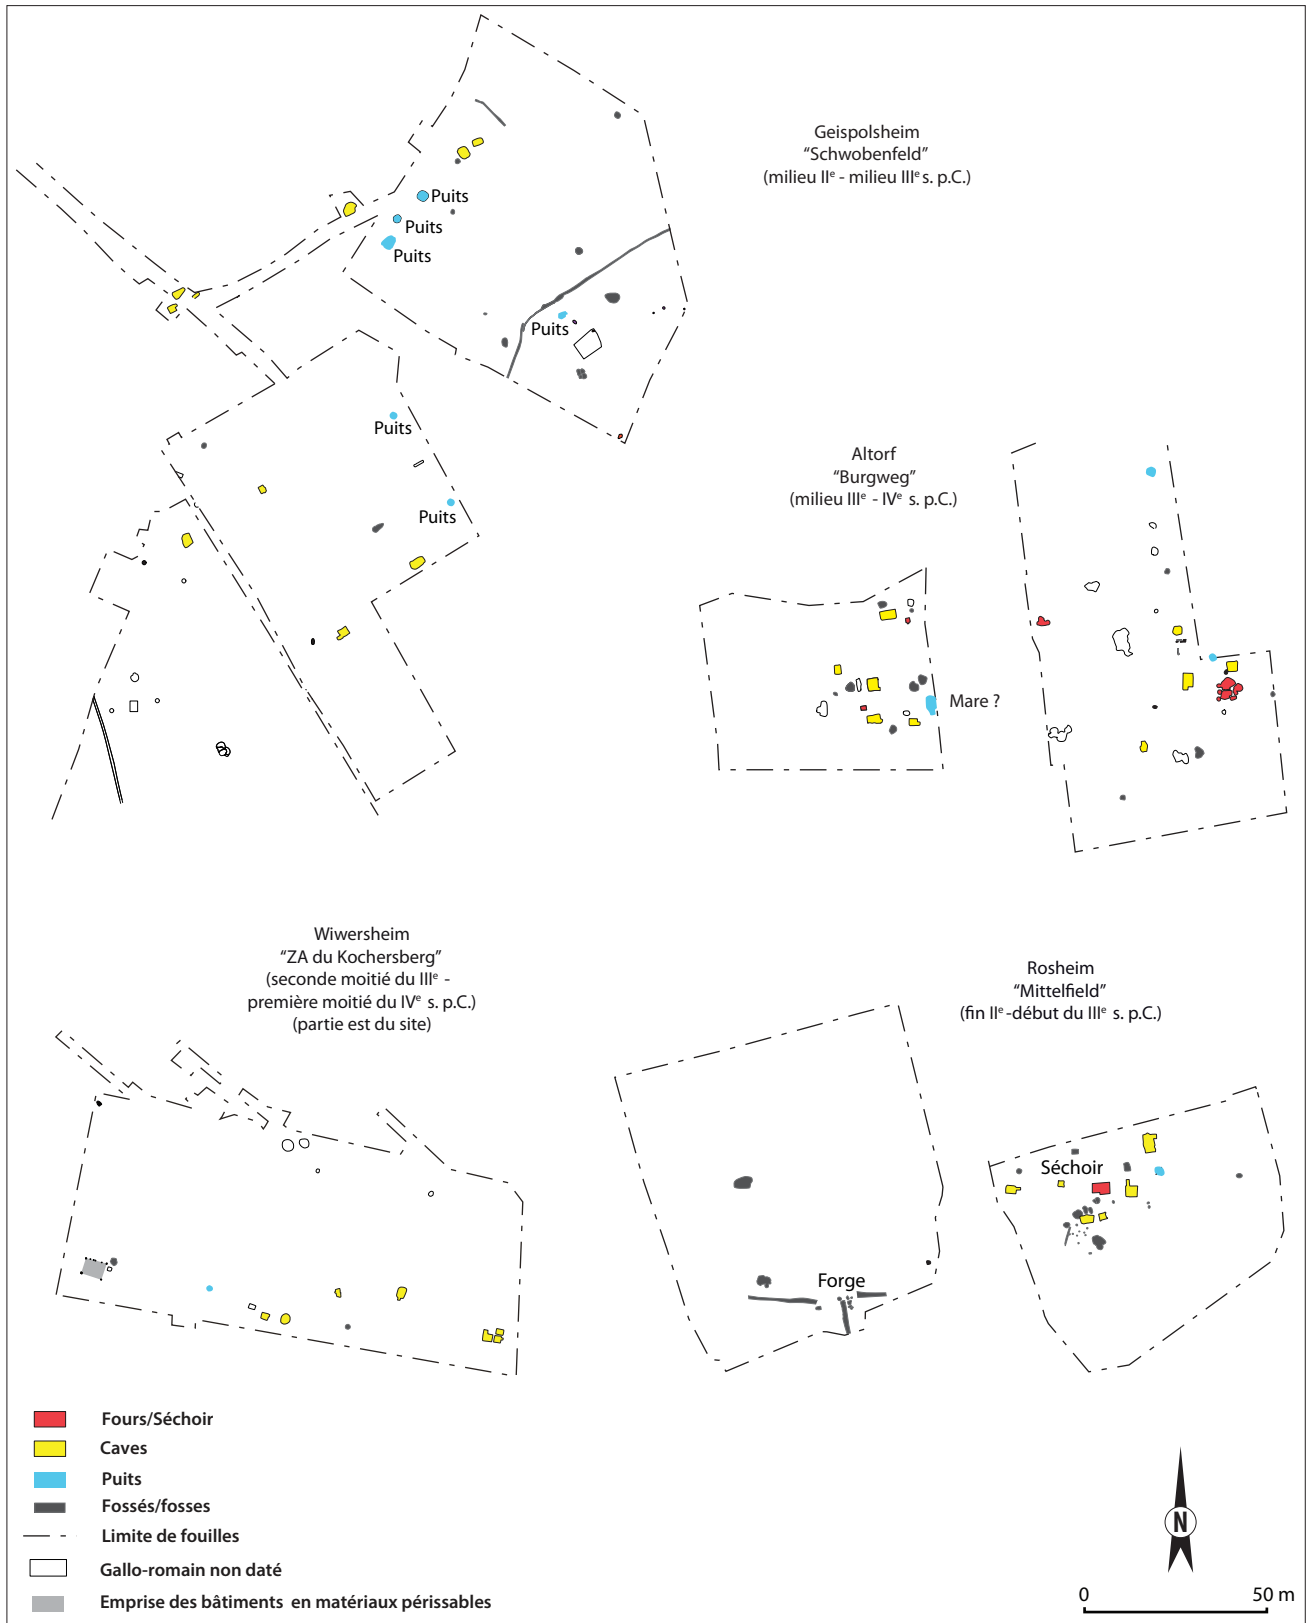 Geispolsheim
“Schwobenfeld”
(milieu IIe - milieu IIIe s. p.C.)
Puits
Puits
Puits
Puits
Puits
Puits
Altorf
“Burgweg”
(milieu IIIe - IVe s. p.C.)
Mare ?
Wiwersheim
“ZA du Kochersberg”
(seconde moitié du IIIe -
première moitié du IVe s. p.C.)
(partie est du site)
Rosheim
“Mittelfield”
(fin IIe-début du IIIe s. p.C.)
Séchoir
Forge
Fours/Séchoir
Caves
Puits
Fossés/fosses
Limite de fouilles
Gallo-romain non daté
Emprise des bâtiments en matériaux périssables
N
0 50 m